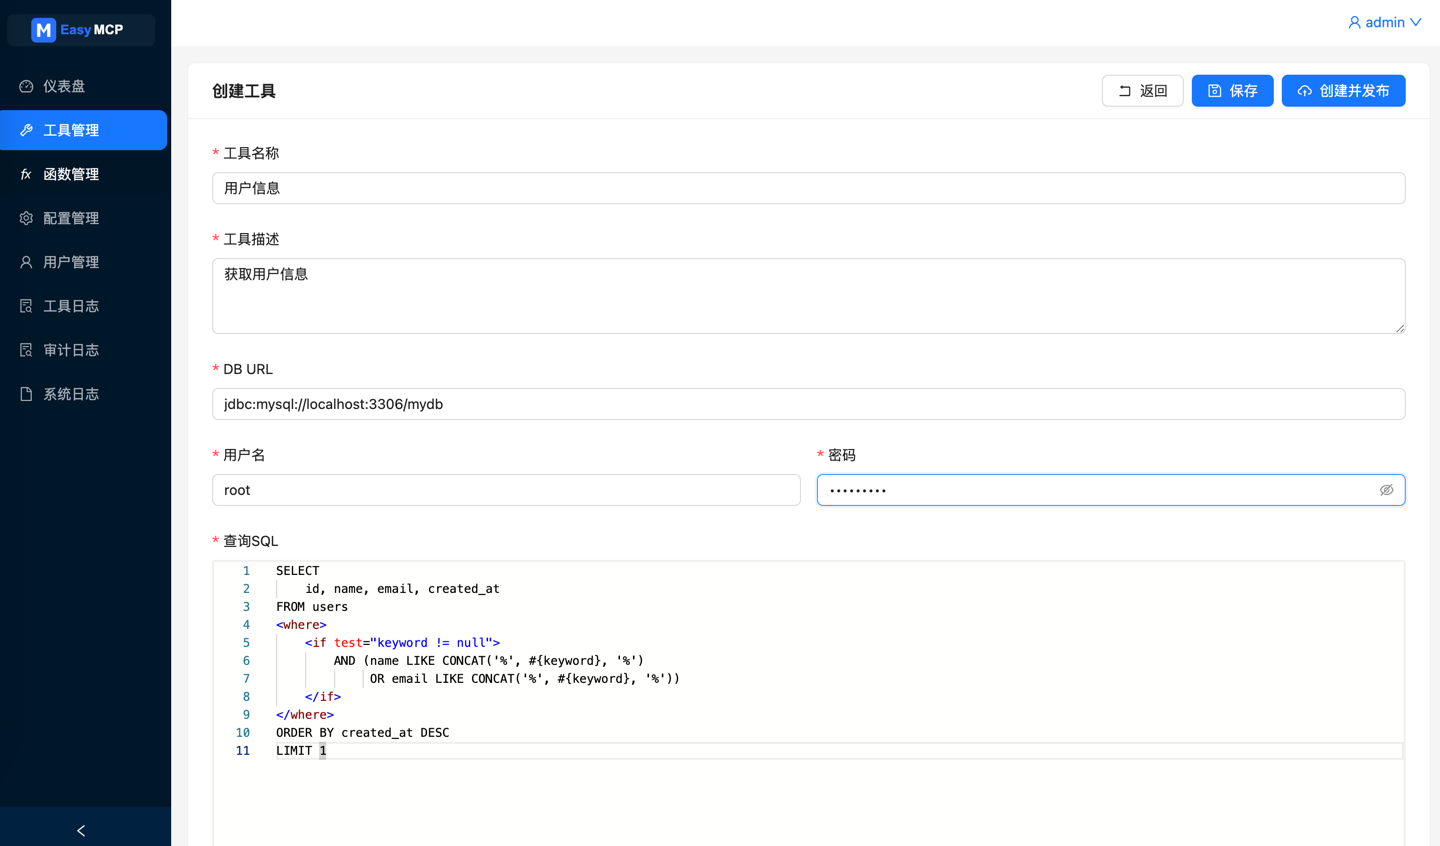 M EasyMCP
admin
仪表盘
工具管理
fx 函数管理
配置管理
用户管理
工具日志
审计日志
系统日志
创建工具
返回
保存
创建并发布
* 工具名称
用户信息
* 工具描述
获取用户信息
* DB URL
jdbc:mysql://localhost:3306/mydb
* 用户名
root
* 密码
•••••••••
* 查询SQL
1 SELECT
2     id, name, email, created_at
3 FROM users
4 <where>
5     <if test="keyword != null">
6         AND (name LIKE CONCAT('%', #{keyword}, '%')
7              OR email LIKE CONCAT('%', #{keyword}, '%'))
8     </if>
9 </where>
10 ORDER BY created_at DESC
11 LIMIT 1